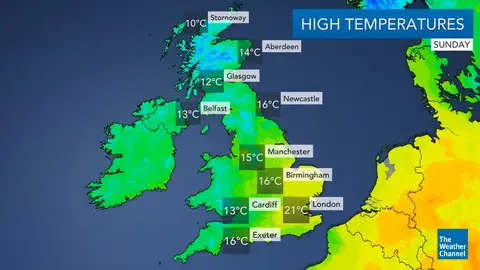 HIGH TEMPERATURES
SUNDAY
10°C Stornoway
14°C Aberdeen
12°C Glasgow
13°C Belfast
16°C Newcastle
15°C Manchester
16°C Birmingham
13°C Cardiff
21°C London
16°C Exeter
The
Weather
Channel